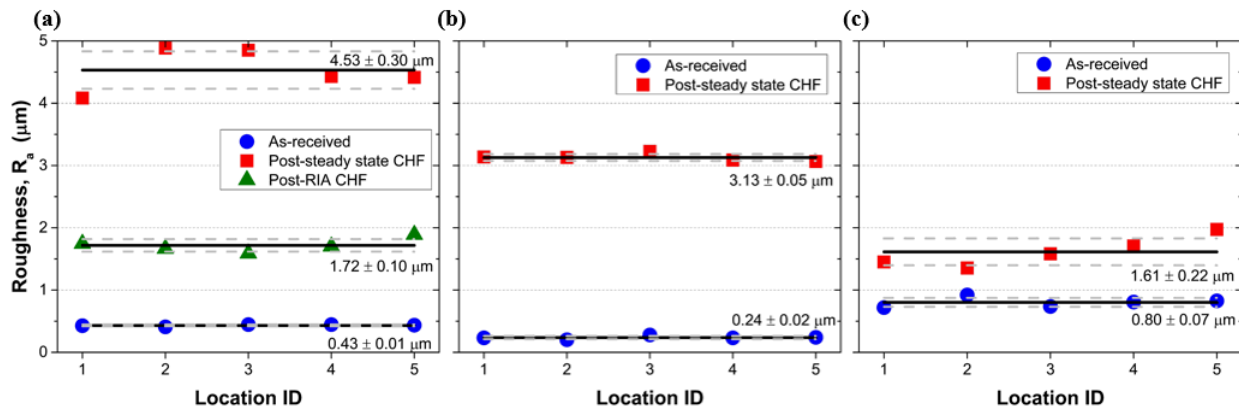 (a)
(b)
(c)
Roughness, Ra (μm)
5
4
3
2
1
0
4.53 ± 0.30 μm
As-received
Post-steady state CHF
Post-RIA CHF
1.72 ± 0.10 μm
0.43 ± 0.01 μm
1 2 3 4 5
Location ID
As-received
Post-steady state CHF
3.13 ± 0.05 μm
0.24 ± 0.02 μm
1 2 3 4 5
Location ID
As-received
Post-steady state CHF
1.61 ± 0.22 μm
0.80 ± 0.07 μm
1 2 3 4 5
Location ID